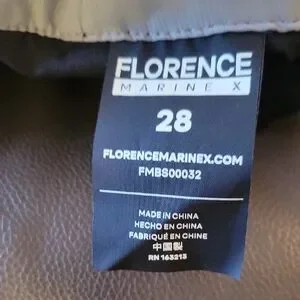 FLORENCE
MARINE X
28
FLORENCEMARINEX.COM
FMBS00032
MADE IN CHINA
HECHO EN CHINA
FABRIQUÉ EN CHINE
中国製
RN 163213